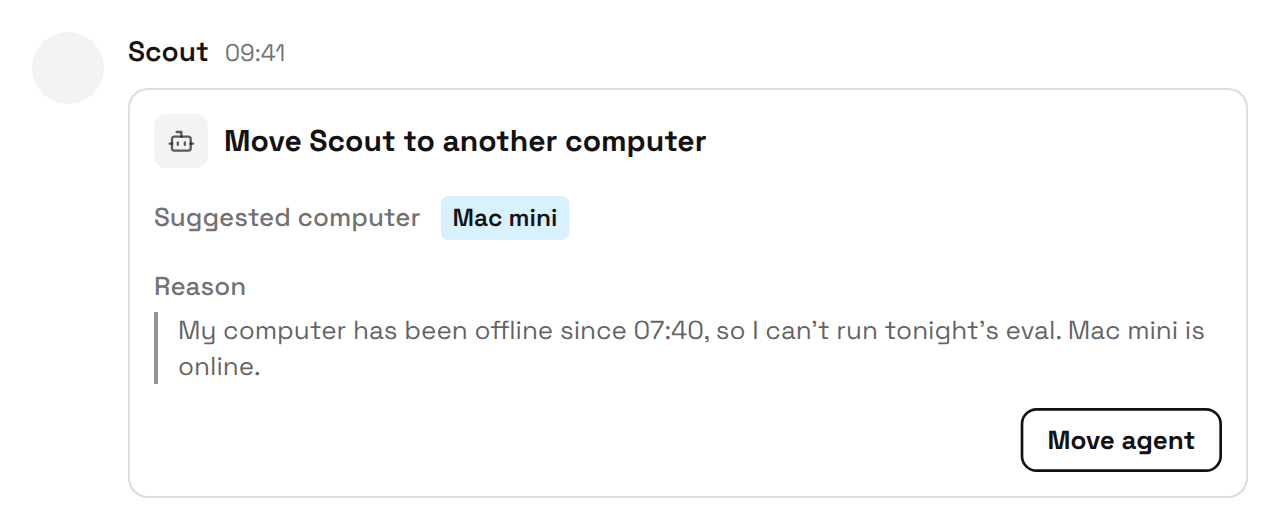 Scout 09:41
Move Scout to another computer
Suggested computer Mac mini
Reason
My computer has been offline since 07:40, so I can’t run tonight’s eval. Mac mini is
online.
Move agent